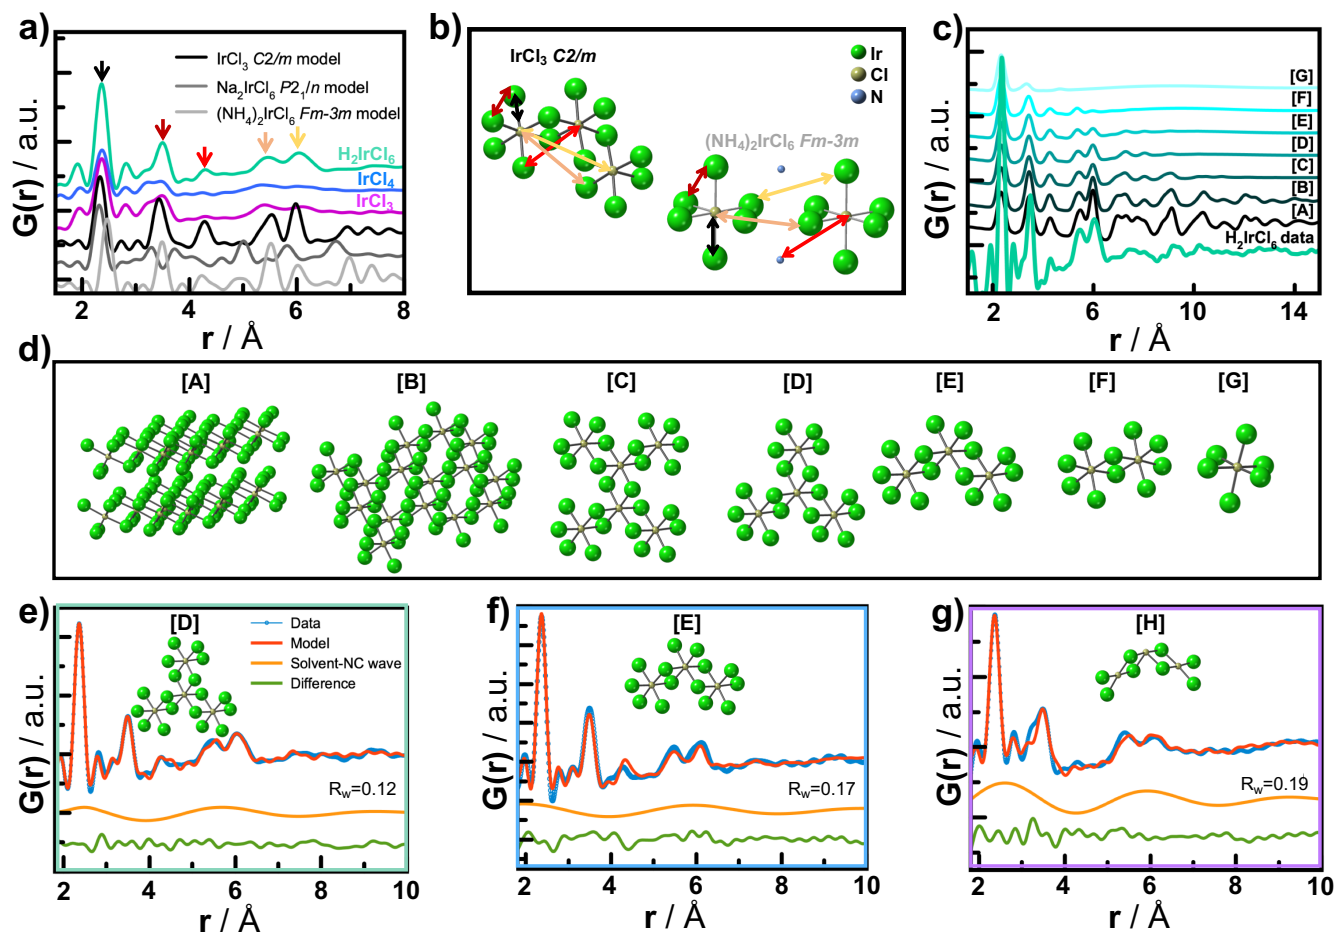 a)
IrCl3 C2/m model
Na2IrCl6 P21/n model
(NH4)2IrCl6 Fm-3m model
H2IrCl6
IrCl4
IrCl3
G(r) / a.u.
2 4 6 8
r / Å
b)
IrCl3 C2/m
Ir
Cl
N
(NH4)2IrCl6 Fm-3m
c)
[G]
[F]
[E]
[D]
[C]
[B]
[A]
H2IrCl6 data
G(r) / a.u.
2 6 10 14
r / Å
d)
[A] [B] [C] [D] [E] [F] [G]
e)
[D]
Data
Model
Solvent-NC wave
Difference
Rw=0.12
G(r) / a.u.
2 4 6 8 10
r / Å
f)
[E]
Rw=0.17
G(r) / a.u.
2 4 6 8 10
r / Å
g)
[H]
Rw=0.19
G(r) / a.u.
2 4 6 8 10
r / Å